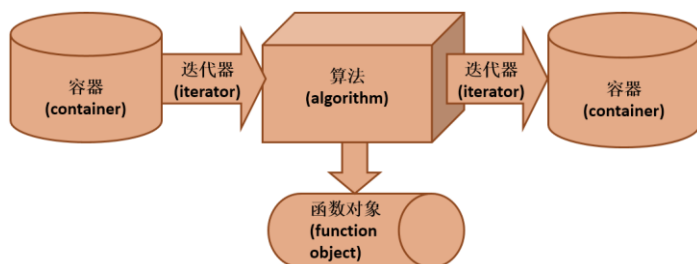 容器
(container)
迭代器
(iterator)
算法
(algorithm)
迭代器
(iterator)
容器
(container)
函数对象
(function
object)